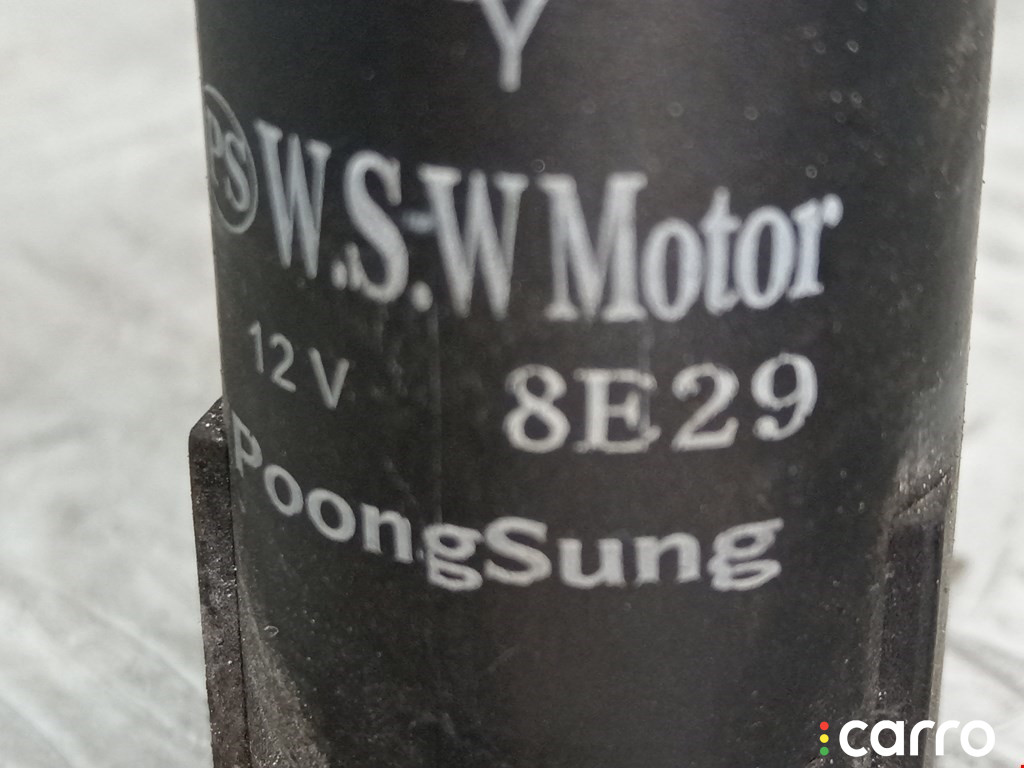 Y
PS W.S.W Motor
12 V 8E29
PoongSung
carro